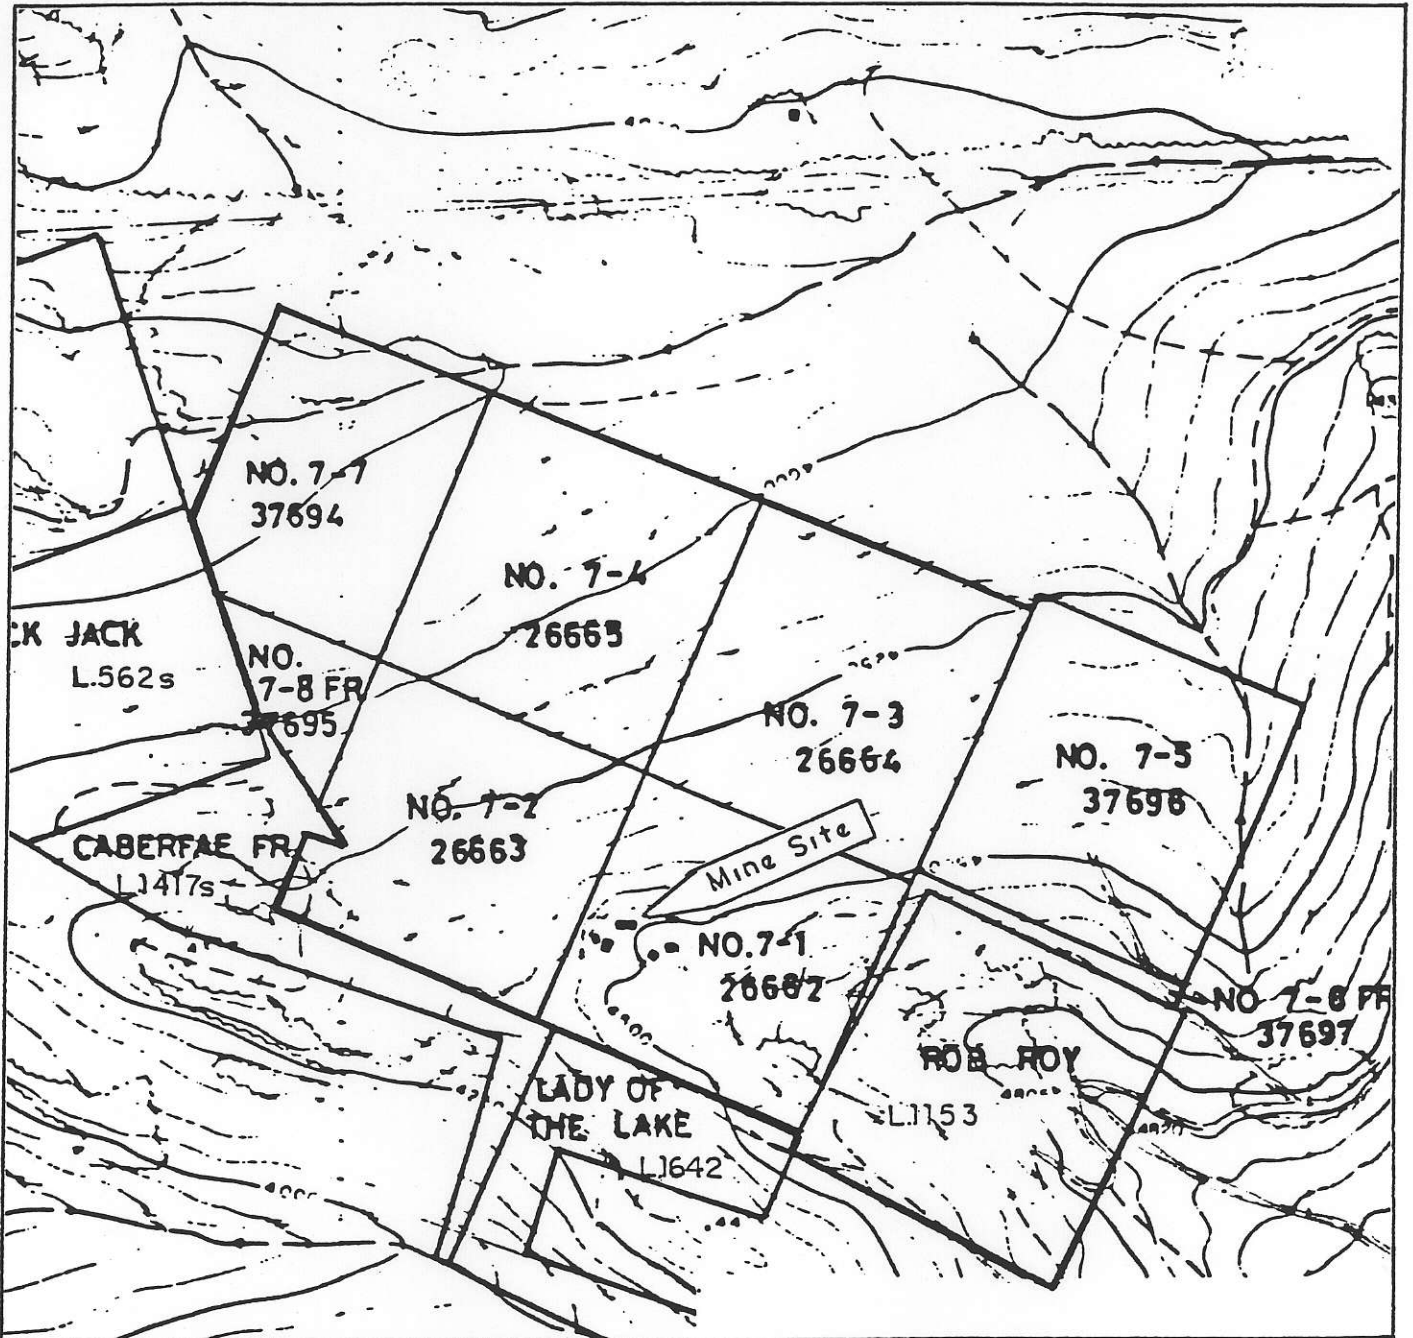 NO. 7-7
37694
NO. 7-4
26665
CK JACK
L.562s
NO.
7-8 FR
37695
NO. 7-3
26664
NO. 7-5
37696
NO. 7-2
26663
Mine Site
CABERFAE FR.
L.1417s
NO.7-1
26662
NO 7-6 FR
37697
ROB ROY
L.1153
LADY OF
THE LAKE
L.1642
4000
.44